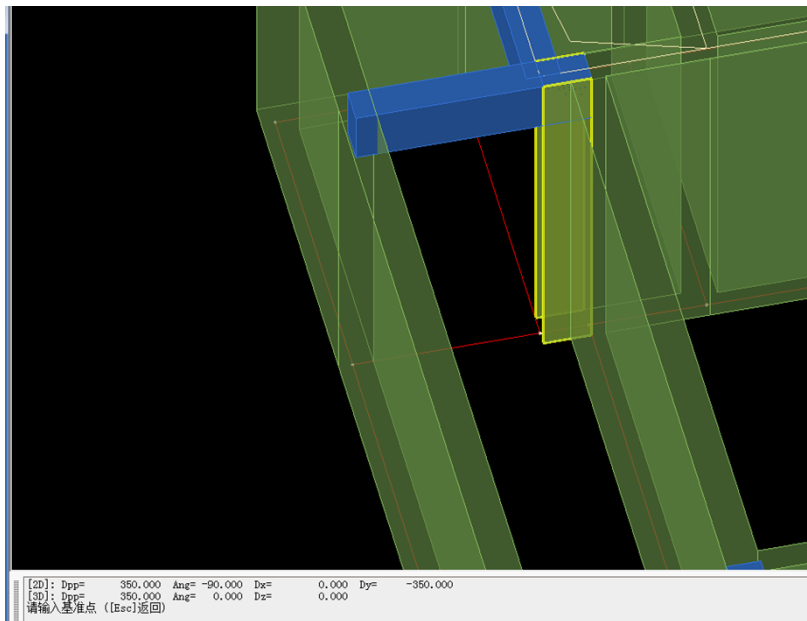 [2D]: Dpp= 350.000 Ang= -90.000 Dx= 0.000 Dy= -350.000
[3D]: Dpp= 350.000 Ang= 0.000 Dz= 0.000
请输入基准点 ([Esc]返回)